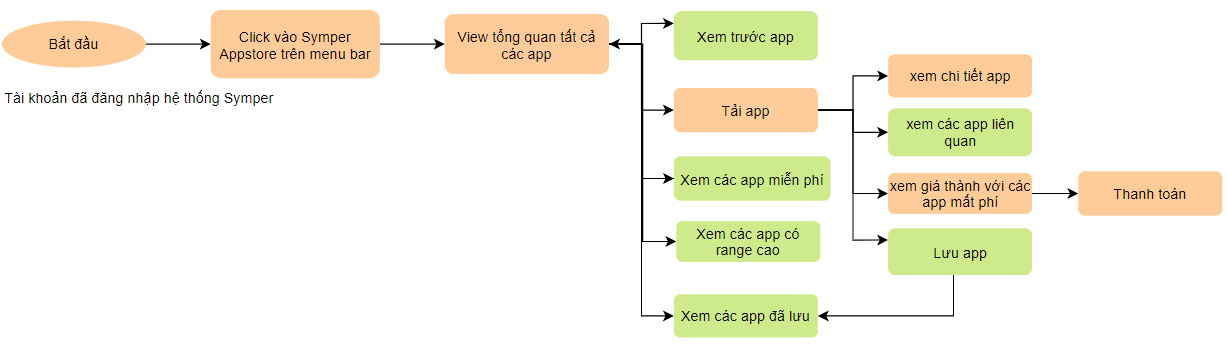 Bắt đầu
Click vào Symper
Appstore trên menu bar
View tổng quan tất cả
các app
Tài khoản đã đăng nhập hệ thống Symper
Xem trước app
Tải app
Xem các app miễn phí
Xem các app có
range cao
Xem các app đã lưu
xem chi tiết app
xem các app liên
quan
xem giá thành với các
app mất phí
Lưu app
Thanh toán